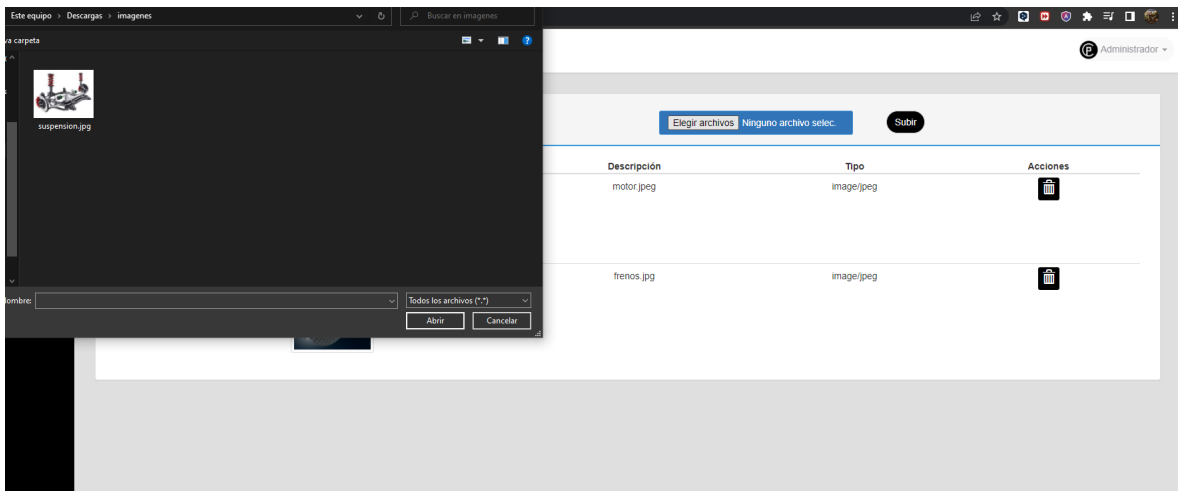 Este equipo > Descargas > imagenes
Buscar en imagenes
va carpeta
suspension.jpg
Nombre:
Todos los archivos (*.*)
Abrir
Cancelar
Administrador
Elegir archivos Ninguno archivo selec.
Subir
Descripción
Tipo
Acciones
motor.jpeg
image/jpeg
frenos.jpg
image/jpeg